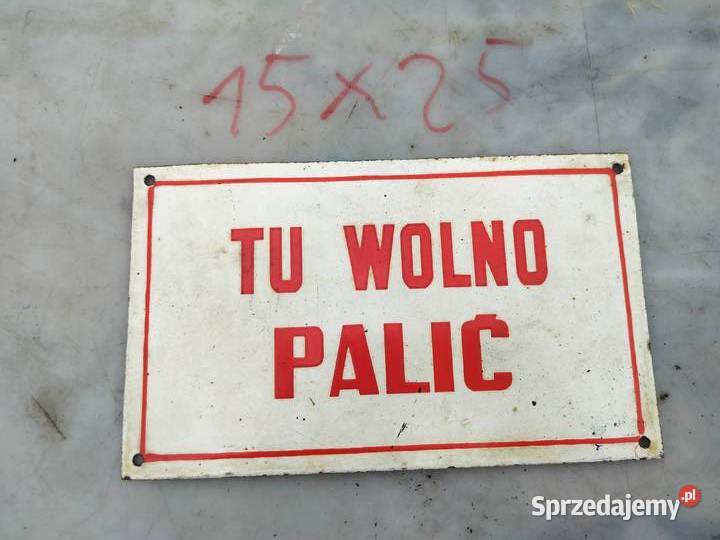 15x25
TU WOLNO
PALIĆ
Sprzedajemy.pl